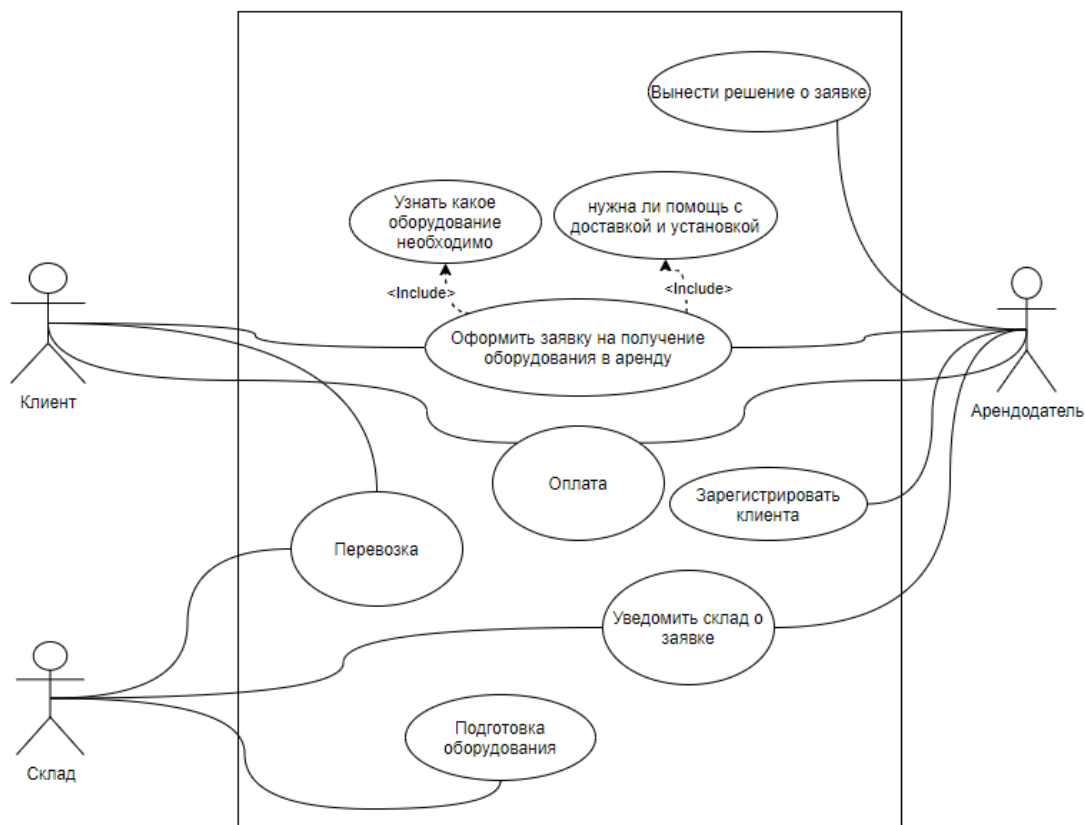 Вынести решение о заявке
Узнать какое
оборудование
необходимо
нужна ли помощь с
доставкой и установкой
<Include>
<Include>
Оформить заявку на получение
оборудования в аренду
Клиент
Арендодатель
Оплата
Зарегистрировать
клиента
Перевозка
Уведомить склад о
заявке
Подготовка
оборудования
Склад